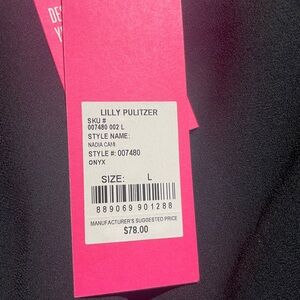 DES
LILLY PULITZER
SKU #
007480 002 L
STYLE NAME:
NADIA CAMI
STYLE #: 007480
ONYX
SIZE: L
889069 901288
MANUFACTURER'S SUGGESTED PRICE
$78.00